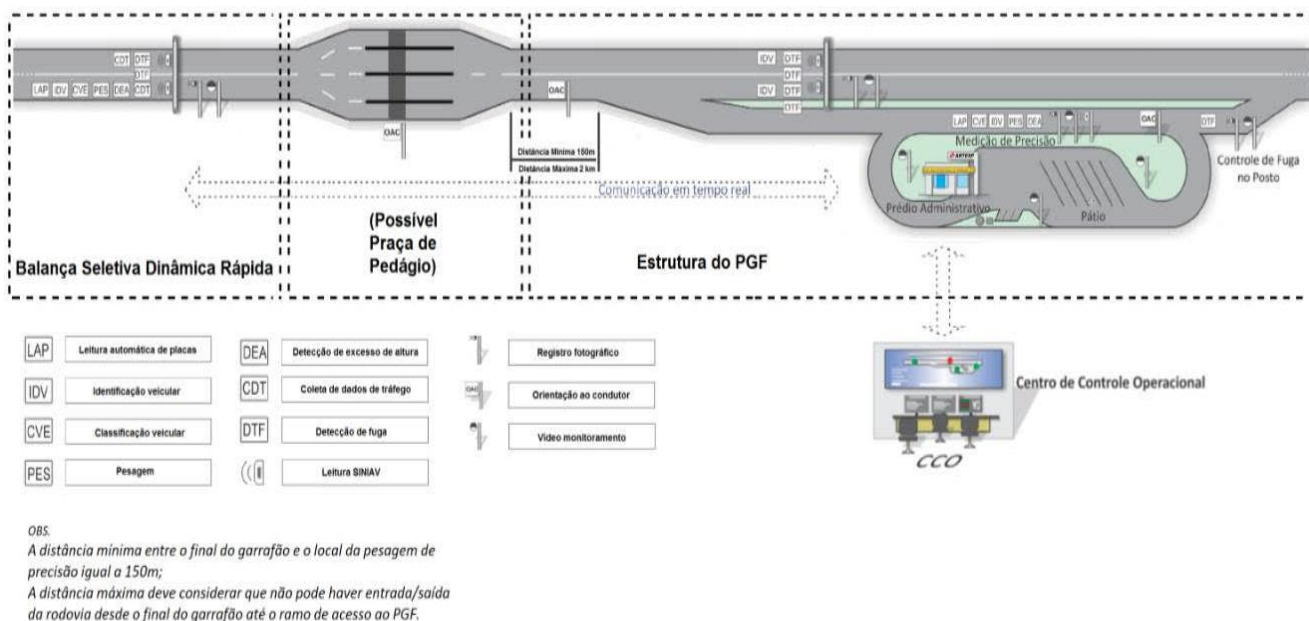 CDT DTF
DTF
LAP IDV CVE PES DEA CDT DTF
OAC
OAC
Distância Mínima 150m
Distância Máxima 2 km
IDV DTF
DTF
IDV DTF
DTF
LAP CVE IDV PES DEA
OAC
DTF
Medição de Precisão
Controle de Fuga
no Posto
Prédio Administrativo
Pátio
Comunicação em tempo real
Balança Seletiva Dinâmica Rápida
(Possível
Praça de
Pedágio)
Estrutura do PGF
LAP Leitura automática de placas
IDV Identificação veicular
CVE Classificação veicular
PES Pesagem
DEA Detecção de excesso de altura
CDT Coleta de dados de tráfego
DTF Detecção de fuga
Leitura SINIAV
Registro fotográfico
OAC Orientação ao condutor
Vídeo monitoramento
Centro de Controle Operacional
CCO
OBS.
A distância mínima entre o final do garrafão e o local da pesagem de
precisão igual a 150m;
A distância máxima deve considerar que não pode haver entrada/saída
da rodovia desde o final do garrafão até o ramo de acesso ao PGF.